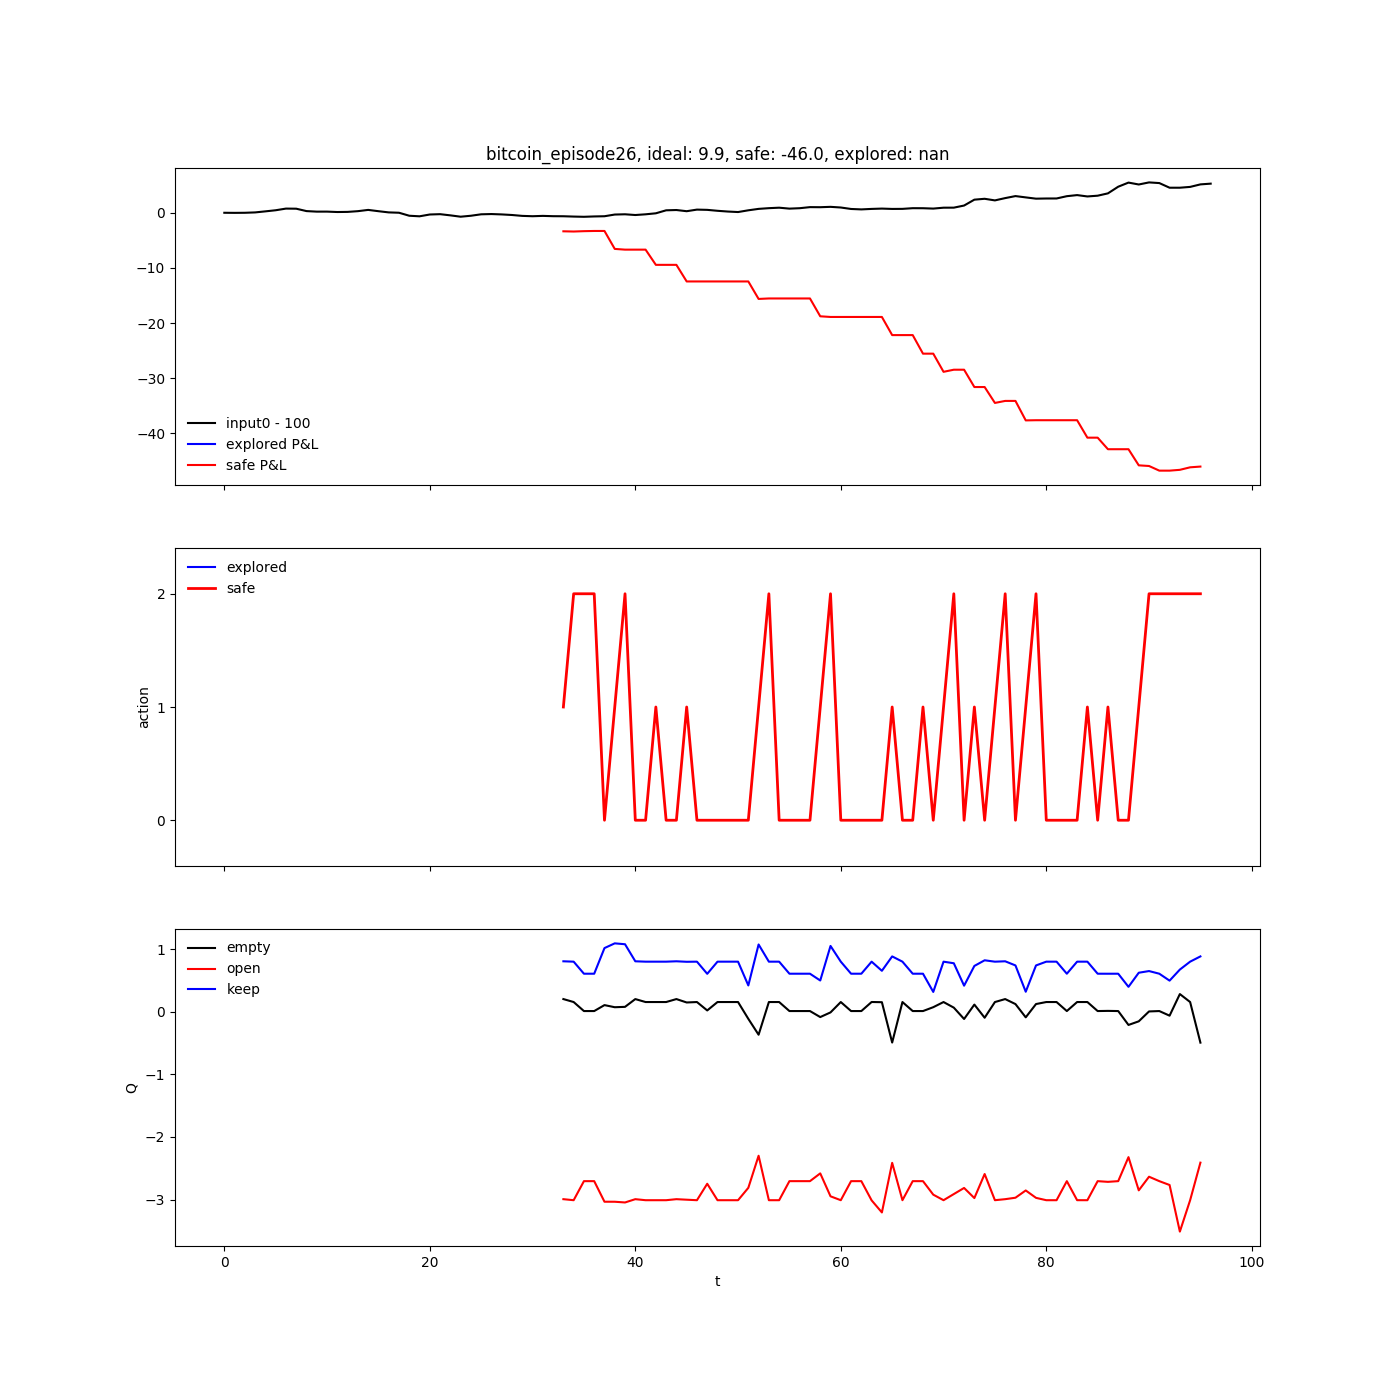 bitcoin_episode26, ideal: 9.9, safe: -46.0, explored: nan
0
−10
−20
−30
−40
input0 - 100
explored P&L
safe P&L
explored
safe
2
1
0
action
empty
open
keep
1
0
−1
−2
−3
Q
0
20
40
60
80
100
t